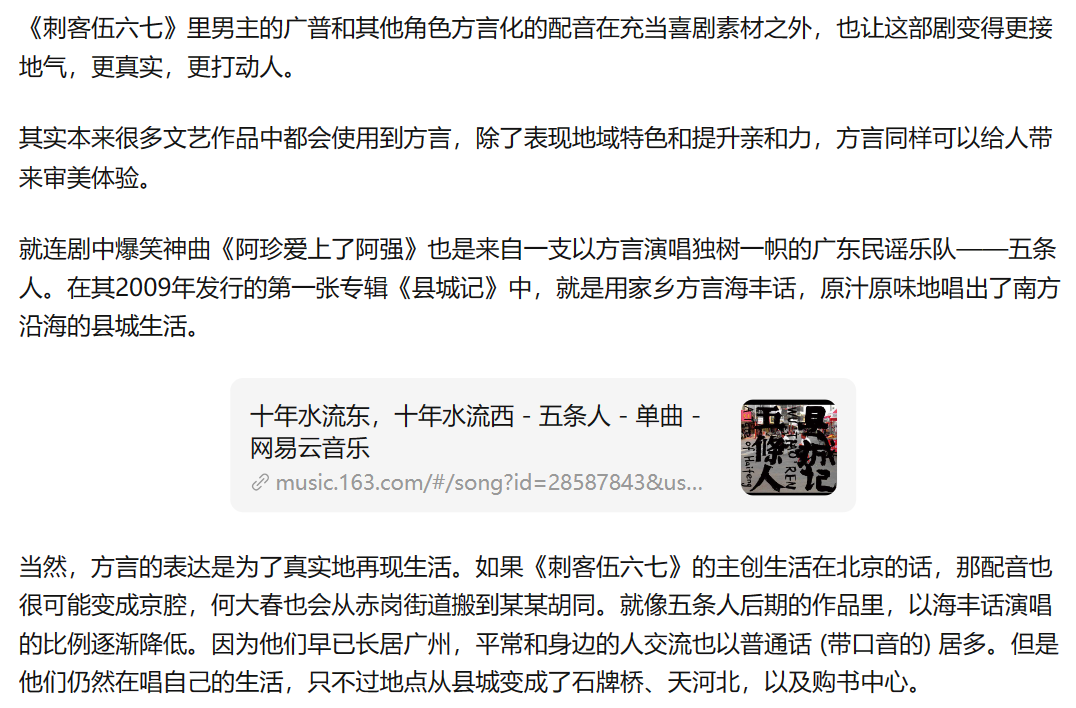 《刺客伍六七》里男主的广普和其他角色方言化的配音在充当喜剧素材之外，也让这部剧变得更接
地气，更真实，更打动人。
其实本来很多文艺作品中都会使用到方言，除了表现地域特色和提升亲和力，方言同样可以给人带
来审美体验。
就连剧中爆笑神曲《阿珍爱上了阿强》也是来自一支以方言演唱独树一帜的广东民谣乐队——五条
人。在其2009年发行的第一张专辑《县城记》中，就是用家乡方言海丰话，原汁原味地唱出了南方
沿海的县城生活。
十年水流东，十年水流西 - 五条人 - 单曲 -
网易云音乐
music.163.com/#/song?id=28587843&us...
五條人
县城记
WU TIAO REN
of Haifeng
当然，方言的表达是为了真实地再现生活。如果《刺客伍六七》的主创生活在北京的话，那配音也
很可能变成京腔，何大春也会从赤岗街道搬到某某胡同。就像五条人后期的作品里，以海丰话演唱
的比例逐渐降低。因为他们早已长居广州，平常和身边的人交流也以普通话 (带口音的) 居多。但是
他们仍然在唱自己的生活，只不过地点从县城变成了石牌桥、天河北，以及购书中心。